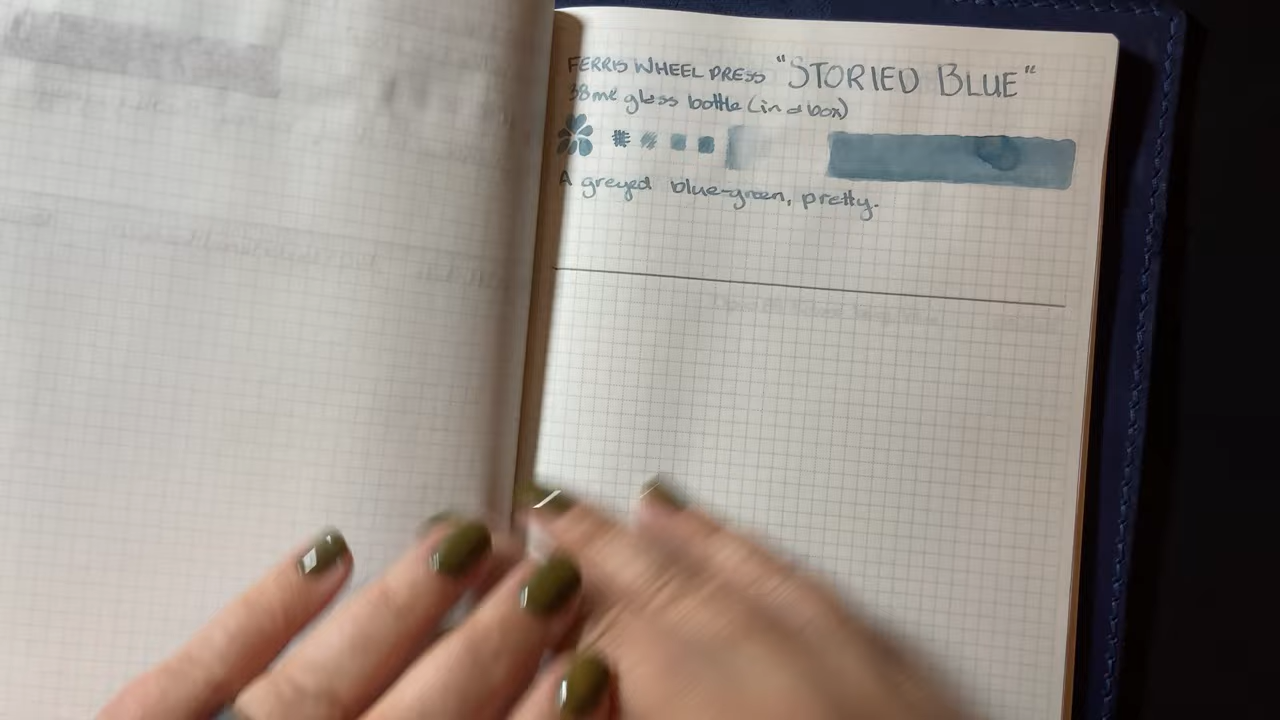 FERRIS WHEEL PRESS "STORIED BLUE"
38ml glass bottle (in a box)
A greyed blue-green, pretty.